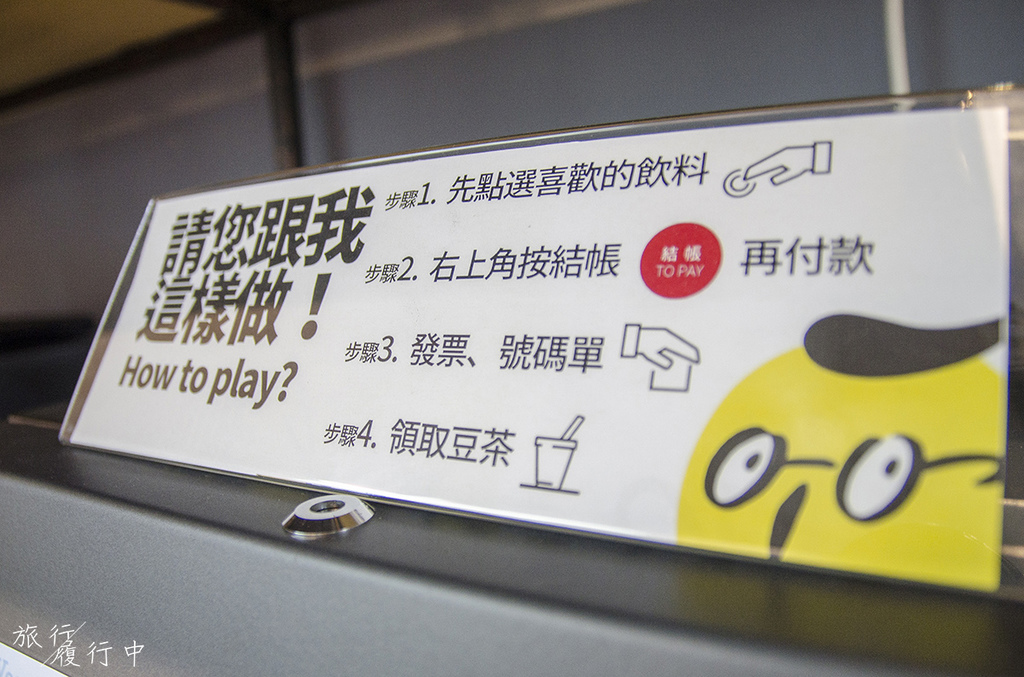 請您跟我
這樣做！
How to play?
步驟1. 先點選喜歡的飲料
步驟2. 右上角按結帳 結帳 TO PAY 再付款
步驟3. 發票、號碼單
步驟4. 領取豆茶
旅行
履行中